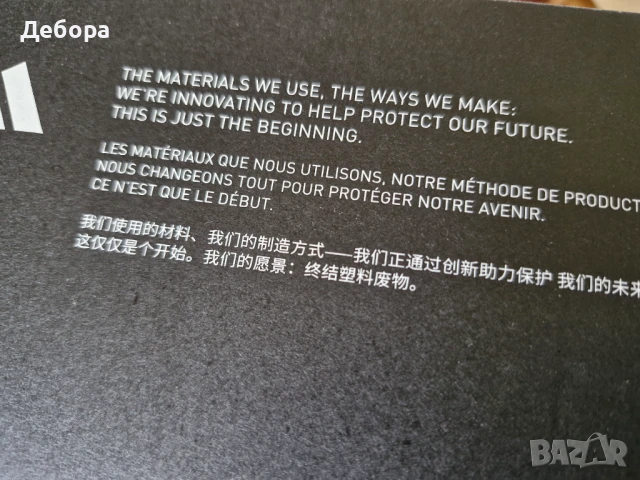 Дебора
THE MATERIALS WE USE, THE WAYS WE MAKE:
WE'RE INNOVATING TO HELP PROTECT OUR FUTURE.
THIS IS JUST THE BEGINNING.
LES MATÉRIAUX QUE NOUS UTILISONS, NOTRE MÉTHODE DE PRODUCT
NOUS CHANGEONS TOUT POUR PROTÉGER NOTRE AVENIR.
CE N'EST QUE LE DÉBUT.
我们使用的材料、我们的制造方式——我们正通过创新助力保护 我们的未来
这仅仅是个开始。我们的愿景：终结塑料废物。
BAZAR